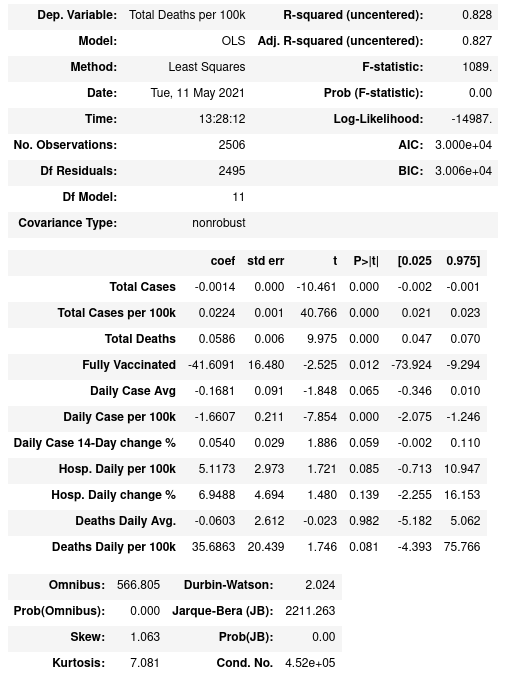 Dep. Variable: Total Deaths per 100k R-squared (uncentered): 0.828
Model: OLS Adj. R-squared (uncentered): 0.827
Method: Least Squares F-statistic: 1089.
Date: Tue, 11 May 2021 Prob (F-statistic): 0.00
Time: 13:28:12 Log-Likelihood: -14987.
No. Observations: 2506 AIC: 3.000e+04
Df Residuals: 2495 BIC: 3.006e+04
Df Model: 11
Covariance Type: nonrobust
coef std err t P>|t| [0.025 0.975]
Total Cases -0.0014 0.000 -10.461 0.000 -0.002 -0.001
Total Cases per 100k 0.0224 0.001 40.766 0.000 0.021 0.023
Total Deaths 0.0586 0.006 9.975 0.000 0.047 0.070
Fully Vaccinated -41.6091 16.480 -2.525 0.012 -73.924 -9.294
Daily Case Avg -0.1681 0.091 -1.848 0.065 -0.346 0.010
Daily Case per 100k -1.6607 0.211 -7.854 0.000 -2.075 -1.246
Daily Case 14-Day change % 0.0540 0.029 1.886 0.059 -0.002 0.110
Hosp. Daily per 100k 5.1173 2.973 1.721 0.085 -0.713 10.947
Hosp. Daily change % 6.9488 4.694 1.480 0.139 -2.255 16.153
Deaths Daily Avg. -0.0603 2.612 -0.023 0.982 -5.182 5.062
Deaths Daily per 100k 35.6863 20.439 1.746 0.081 -4.393 75.766
Omnibus: 566.805 Durbin-Watson: 2.024
Prob(Omnibus): 0.000 Jarque-Bera (JB): 2211.263
Skew: 1.063 Prob(JB): 0.00
Kurtosis: 7.081 Cond. No. 4.52e+05